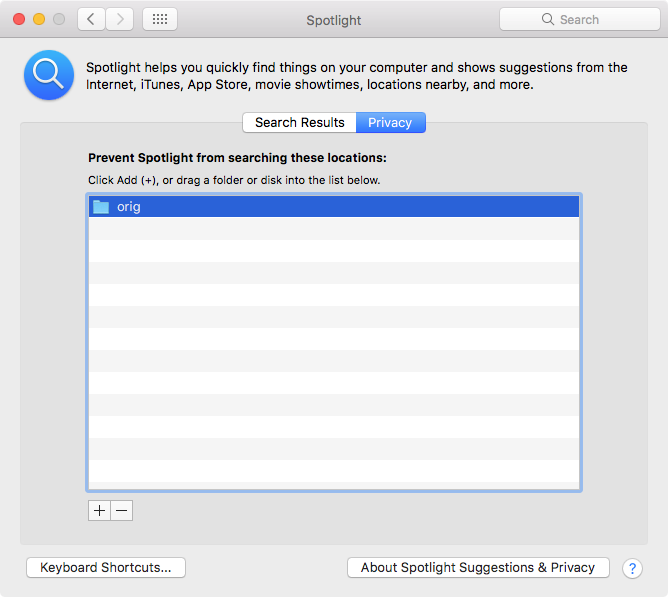 Spotlight
Search
Spotlight helps you quickly find things on your computer and shows suggestions from the
Internet, iTunes, App Store, movie showtimes, locations nearby, and more.
Search Results
Privacy
Prevent Spotlight from searching these locations:
Click Add (+), or drag a folder or disk into the list below.
orig
+ −
Keyboard Shortcuts...
About Spotlight Suggestions & Privacy
?